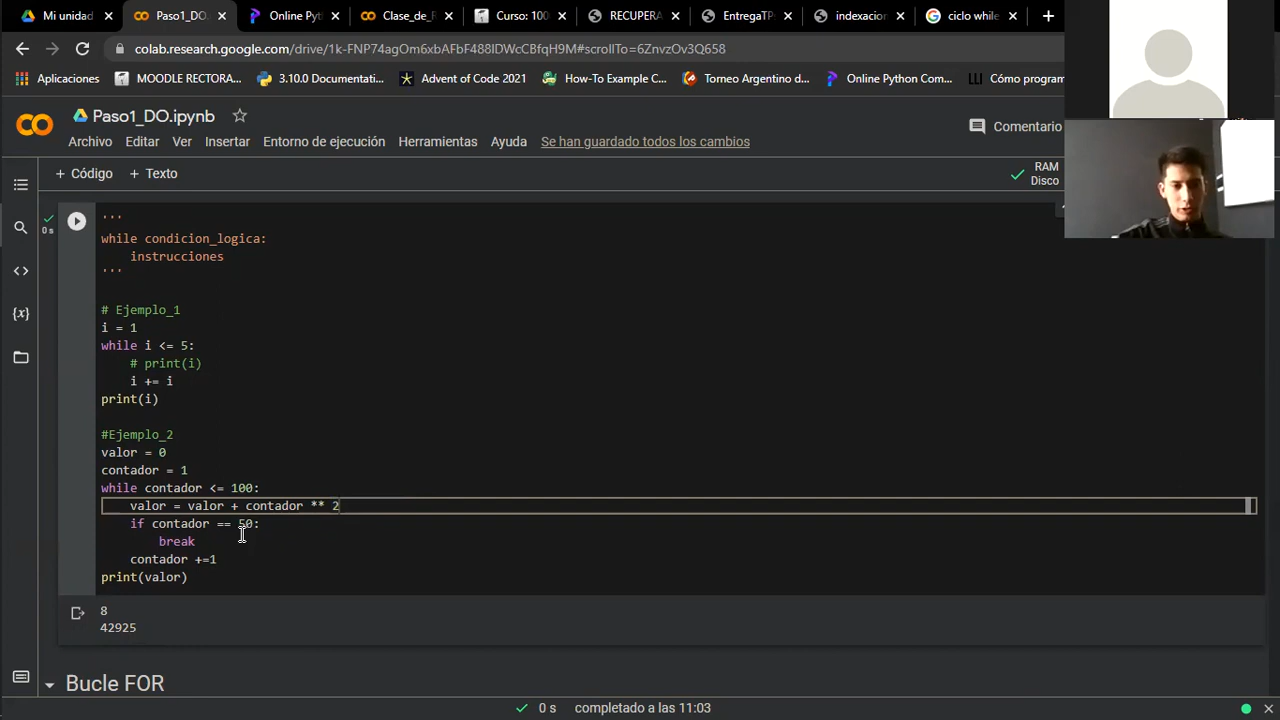 Mi unidad
Paso1_DO.
Online Pyt
Clase_de_F
Curso: 100
RECUPERA
EntregaTP
indexacion
ciclo while
colab.research.google.com/drive/1k-FNP74agOm6xbAFbF488IDWcCBfqH9M#scrollTo=6ZnvzOv3Q658
Aplicaciones
MOODLE RECTORA...
3.10.0 Documentati...
Advent of Code 2021
How-To Example C...
Torneo Argentino d...
Online Python Com...
Cómo program
Paso1_DO.ipynb
Comentario
Archivo Editar Ver Insertar Entorno de ejecución Herramientas Ayuda Se han guardado todos los cambios
+ Código + Texto
RAM
Disco
0 s
'''
while condicion_logica:
    instrucciones
'''
# Ejemplo_1
i = 1
while i <= 5:
    # print(i)
    i += i
print(i)
#Ejemplo_2
valor = 0
contador = 1
while contador <= 100:
    valor = valor + contador ** 2
    if contador == 50:
        break
    contador +=1
print(valor)
8
42925
Bucle FOR
0 s completado a las 11:03